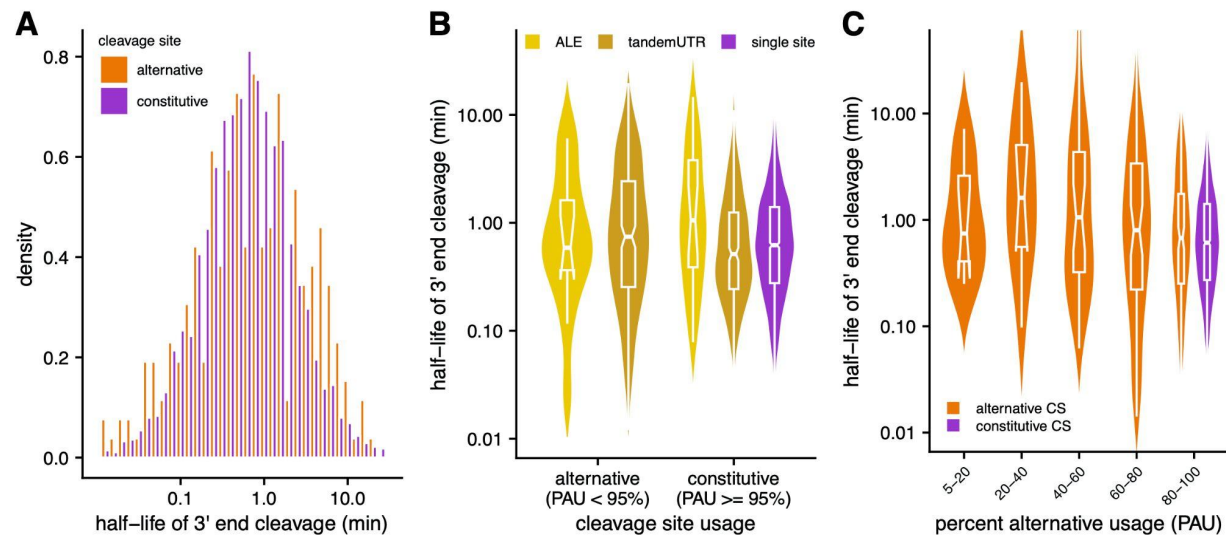 A
cleavage site
alternative
constitutive
density
0.8
0.6
0.4
0.2
0.0
0.1
1.0
10.0
half-life of 3' end cleavage (min)
B
ALE
tandemUTR
single site
half-life of 3' end cleavage (min)
10.00
1.00
0.10
0.01
alternative
(PAU < 95%)
constitutive
(PAU >= 95%)
cleavage site usage
C
half-life of 3' end cleavage (min)
10.00
1.00
0.10
0.01
alternative CS
constitutive CS
5-20
20-40
40-60
60-80
80-100
percent alternative usage (PAU)